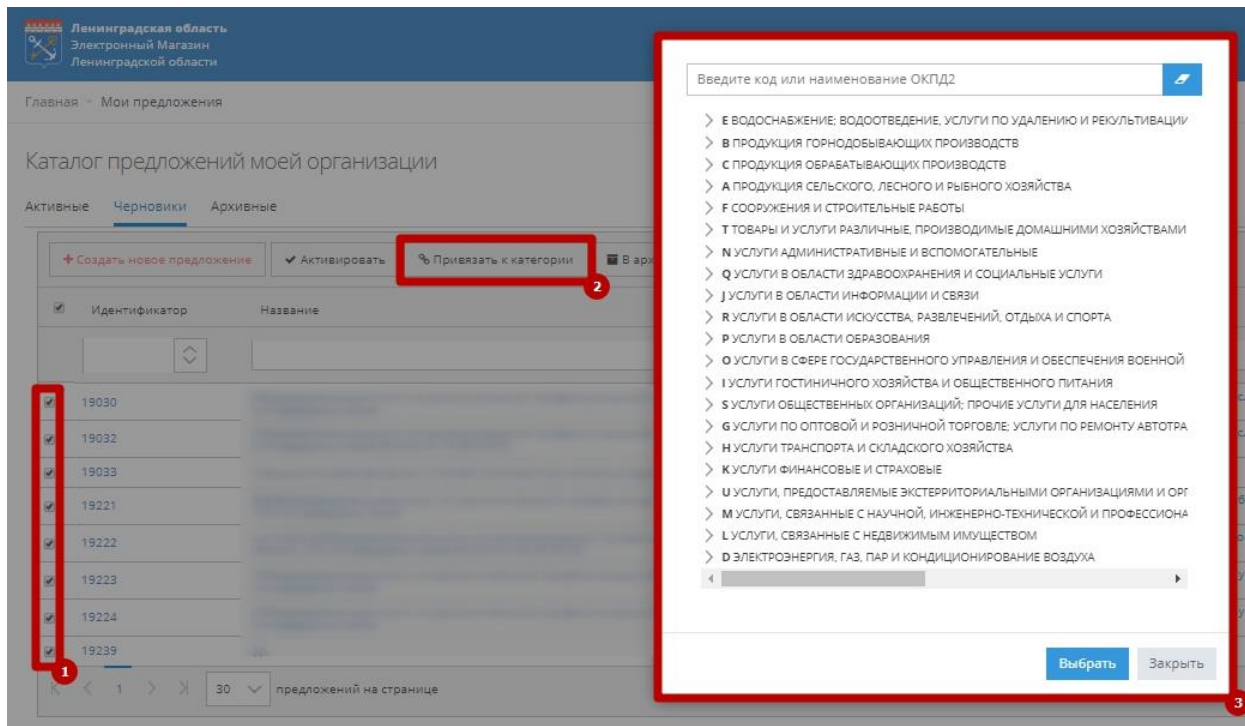 Ленинградская область
Электронный Магазин
Ленинградской области
Главная
Мои предложения
Каталог предложений моей организации
Активные Черновики Архивные
Создать новое предложение Активировать Привязать к категории В арх
2
Идентификатор Название
19030
19032
19033
19221
19222
19223
19224
19239
1
1 30 предложений на странице
Введите код или наименование ОКПД2
E ВОДОСНАБЖЕНИЕ; ВОДООТВЕДЕНИЕ, УСЛУГИ ПО УДАЛЕНИЮ И РЕКУЛЬТИВАЦИИ
B ПРОДУКЦИЯ ГОРНОДОБЫВАЮЩИХ ПРОИЗВОДСТВ
C ПРОДУКЦИЯ ОБРАБАТЫВАЮЩИХ ПРОИЗВОДСТВ
A ПРОДУКЦИЯ СЕЛЬСКОГО, ЛЕСНОГО И РЫБНОГО ХОЗЯЙСТВА
F СООРУЖЕНИЯ И СТРОИТЕЛЬНЫЕ РАБОТЫ
T ТОВАРЫ И УСЛУГИ РАЗЛИЧНЫЕ, ПРОИЗВОДИМЫЕ ДОМАШНИМИ ХОЗЯЙСТВАМИ
N УСЛУГИ АДМИНИСТРАТИВНЫЕ И ВСПОМОГАТЕЛЬНЫЕ
Q УСЛУГИ В ОБЛАСТИ ЗДРАВООХРАНЕНИЯ И СОЦИАЛЬНЫЕ УСЛУГИ
J УСЛУГИ В ОБЛАСТИ ИНФОРМАЦИИ И СВЯЗИ
R УСЛУГИ В ОБЛАСТИ ИСКУССТВА, РАЗВЛЕЧЕНИЙ, ОТДЫХА И СПОРТА
P УСЛУГИ В ОБЛАСТИ ОБРАЗОВАНИЯ
O УСЛУГИ В СФЕРЕ ГОСУДАРСТВЕННОГО УПРАВЛЕНИЯ И ОБЕСПЕЧЕНИЯ ВОЕННОЙ
I УСЛУГИ ГОСТИНИЧНОГО ХОЗЯЙСТВА И ОБЩЕСТВЕННОГО ПИТАНИЯ
S УСЛУГИ ОБЩЕСТВЕННЫХ ОРГАНИЗАЦИЙ; ПРОЧИЕ УСЛУГИ ДЛЯ НАСЕЛЕНИЯ
G УСЛУГИ ПО ОПТОВОЙ И РОЗНИЧНОЙ ТОРГОВЛЕ; УСЛУГИ ПО РЕМОНТУ АВТОТРА
H УСЛУГИ ТРАНСПОРТА И СКЛАДСКОГО ХОЗЯЙСТВА
K УСЛУГИ ФИНАНСОВЫЕ И СТРАХОВЫЕ
U УСЛУГИ, ПРЕДОСТАВЛЯЕМЫЕ ЭКСТЕРРИТОРИАЛЬНЫМИ ОРГАНИЗАЦИЯМИ И ОРГ
M УСЛУГИ, СВЯЗАННЫЕ С НАУЧНОЙ, ИНЖЕНЕРНО-ТЕХНИЧЕСКОЙ И ПРОФЕССИОНА
L УСЛУГИ, СВЯЗАННЫЕ С НЕДВИЖИМЫМ ИМУЩЕСТВОМ
D ЭЛЕКТРОЭНЕРГИЯ, ГАЗ, ПАР И КОНДИЦИОНИРОВАНИЕ ВОЗДУХА
Выбрать Закрыть
3